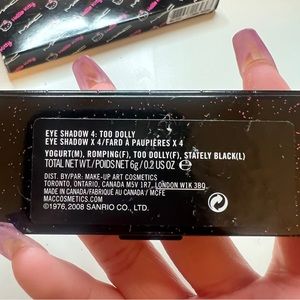 Hello Kitty
EYE SHADOW 4: TOO DOLLY
EYE SHADOW X 4/FARD À PAUPIÈRES X 4
YOGURT(M), ROMPING(F), TOO DOLLY(F), STATELY BLACK(L)
TOTAL NET WT./POIDS NET 6g / 0.2 US OZ ℮
DIST. BY/PAR: MAKE-UP ART COSMETICS
TORONTO, ONTARIO, CANADA M5V 1R7, LONDON W1K 3BQ
MADE IN CANADA/FABRIQUÉ AU CANADA / MCFE
MACCOSMETICS.COM
©1976, 2008 SANRIO CO., LTD.